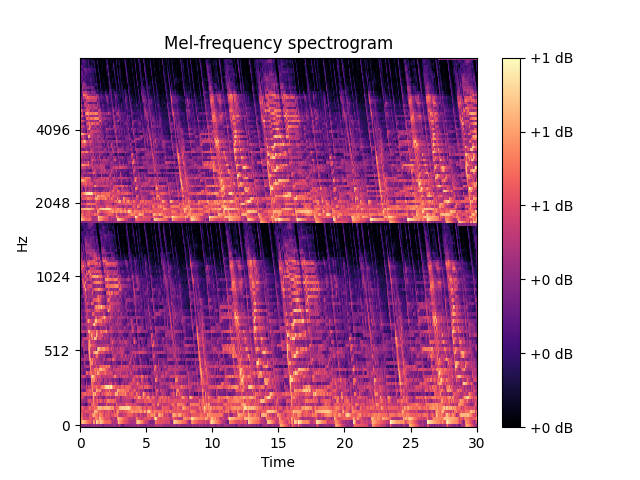 Mel-frequency spectrogram
Hz
4096
2048
1024
512
0
0 5 10 15 20 25 30
Time
+1 dB
+1 dB
+1 dB
+0 dB
+0 dB
+0 dB